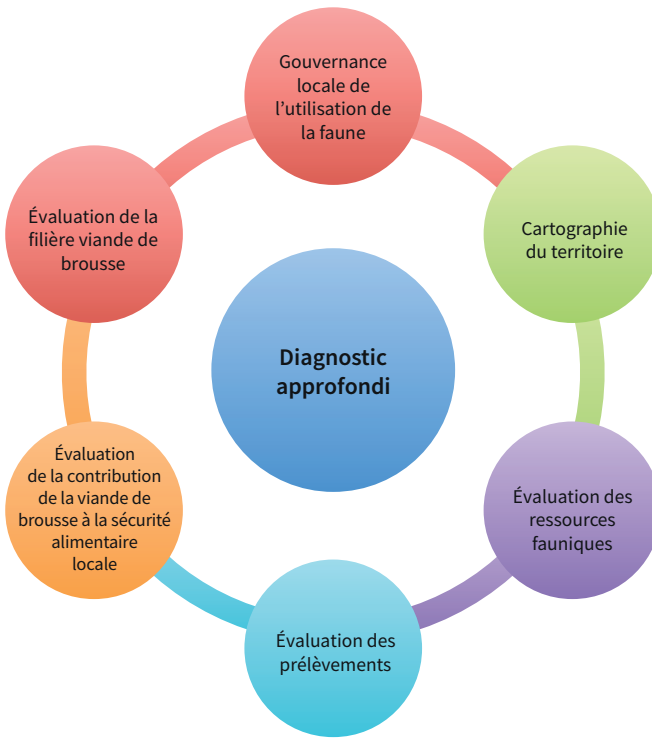 Gouvernance
locale de
l’utilisation de
la faune
Évaluation de la
filière viande de
brousse
Cartographie
du territoire
Diagnostic
approfondi
Évaluation
de la contribution
de la viande de
brousse à la sécurité
alimentaire
locale
Évaluation des
ressources
fauniques
Évaluation des
prélèvements